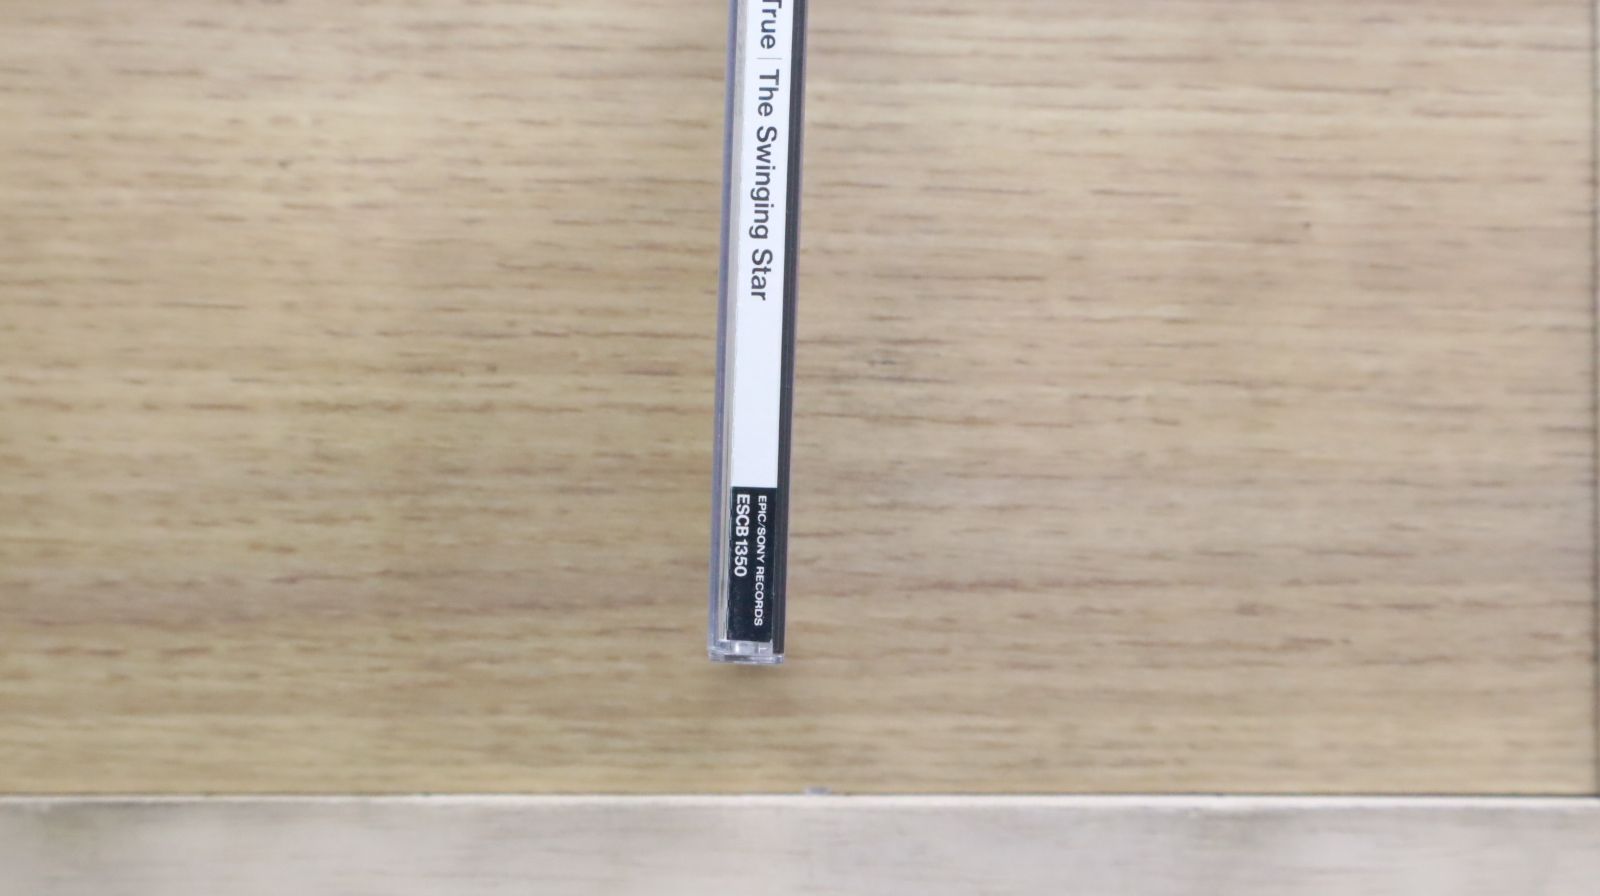 True | The Swinging Star
EPIC/SONY RECORDS
ESCB 1350